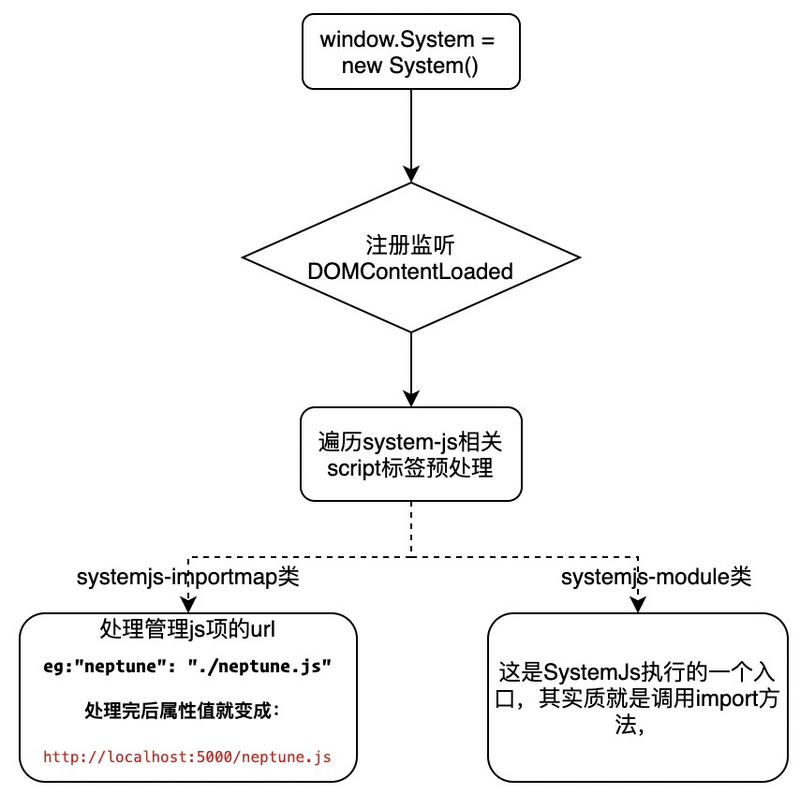 window.System =
new System()
注册监听
DOMContentLoaded
遍历system-js相关
script标签预处理
systemjs-importmap类
systemjs-module类
处理管理js项的url
eg:"neptune": "./neptune.js"
处理完后属性值就变成：
http://localhost:5000/neptune.js
这是SystemJs执行的一个入
口，其实质就是调用import方
法，